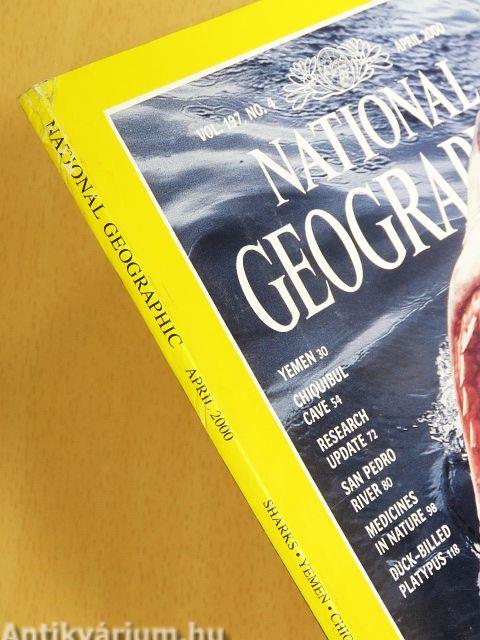 APRIL 2000
VOL. 197, NO. 4
NATIONAL
GEOGRAP
YEMEN 30
CHIQUIBUL
CAVE 54
RESEARCH
UPDATE 72
SAN PEDRO
RIVER 80
MEDICINES
IN NATURE 98
DUCK-BILLED
PLATYPUS 118
NATIONAL GEOGRAPHIC APRIL 2000 SHARKS • YEMEN • CHIQ
Antikvárium.hu